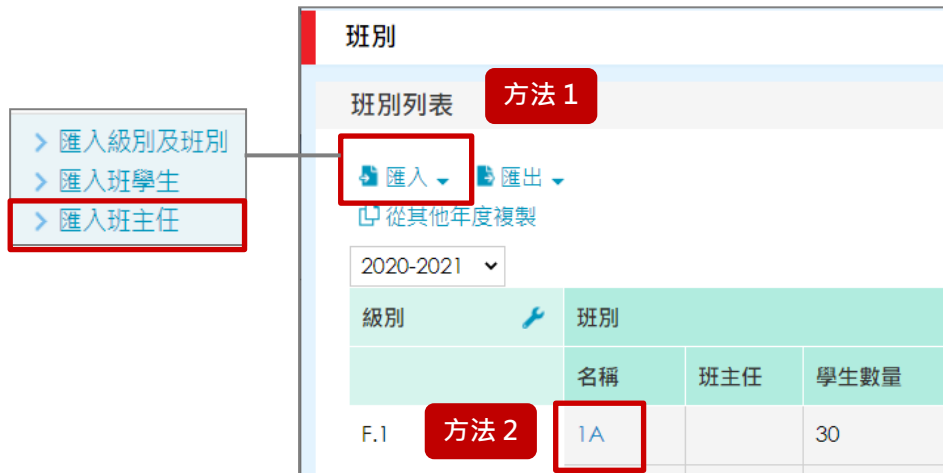 班別
班別列表
方法 1
匯入級別及班別
匯入班學生
匯入班主任
匯入 匯出
從其他年度複製
2020-2021
級別 班別
名稱 班主任 學生數量
F.1 方法 2 1A 30